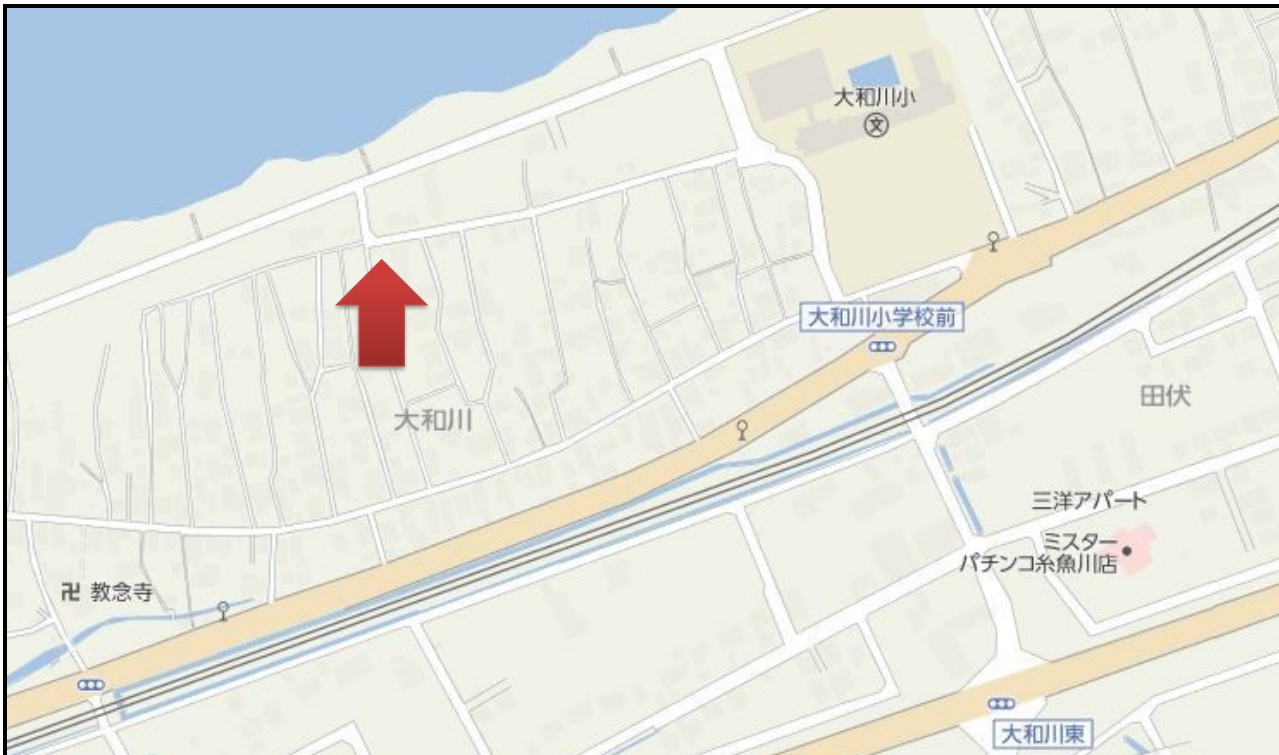 大和川小
文
大和川小学校前
田伏
大和川
三洋アパート
ミスター
パチンコ糸魚川店
卍 教念寺
大和川東